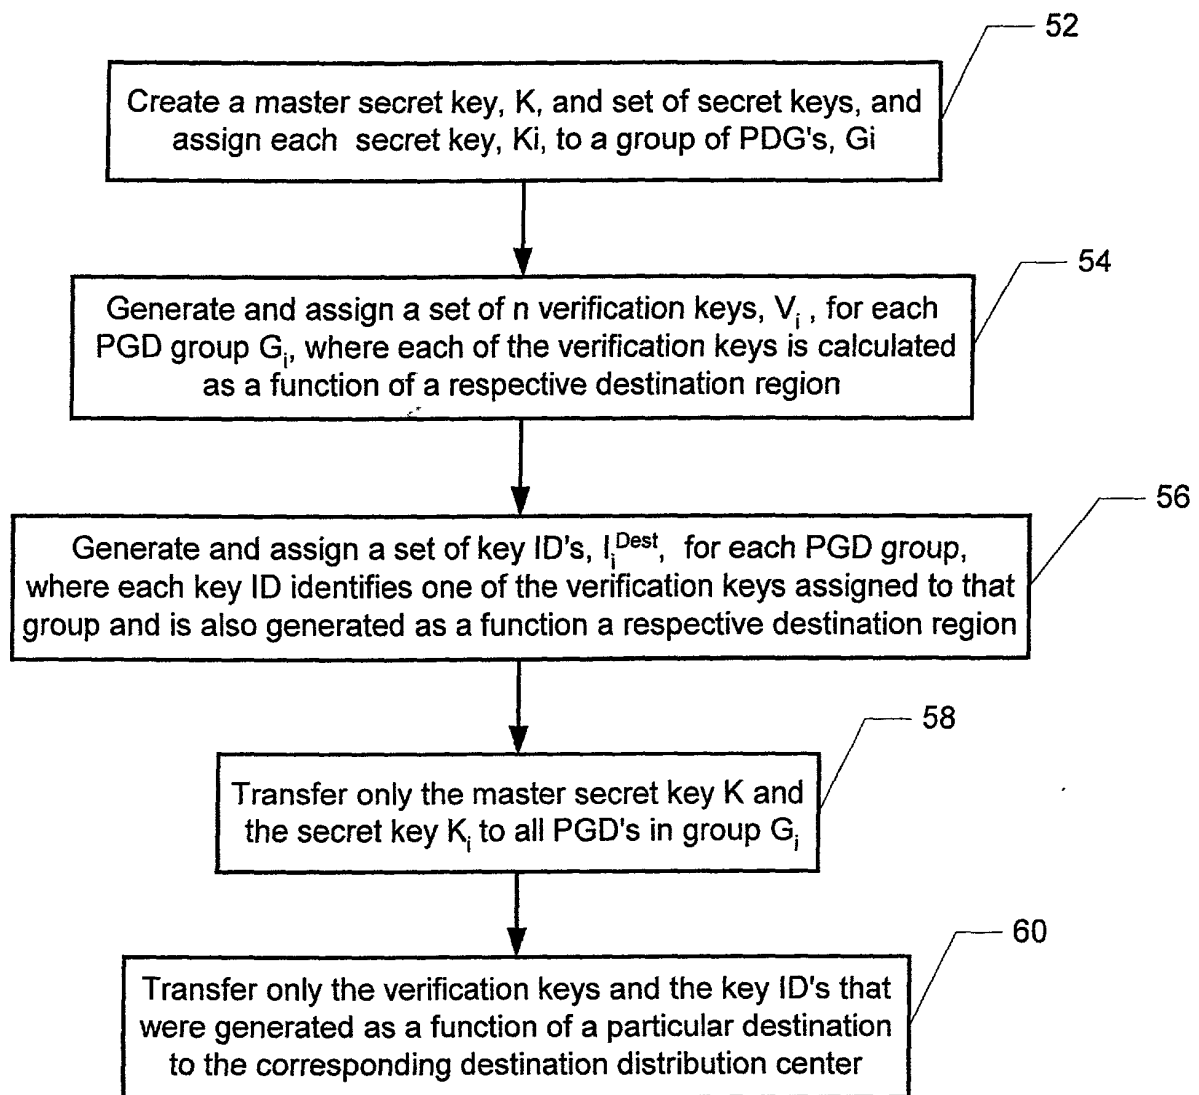 52
Create a master secret key, K, and set of secret keys, and
assign each secret key, Ki, to a group of PDG's, Gi
54
Generate and assign a set of n verification keys, Vᵢ , for each
PGD group Gᵢ, where each of the verification keys is calculated
as a function of a respective destination region
56
Generate and assign a set of key ID's, Iᵢ^Dest, for each PGD group,
where each key ID identifies one of the verification keys assigned to that
group and is also generated as a function a respective destination region
58
Transfer only the master secret key K and
the secret key Kᵢ to all PGD's in group Gᵢ
60
Transfer only the verification keys and the key ID's that
were generated as a function of a particular destination
to the corresponding destination distribution center